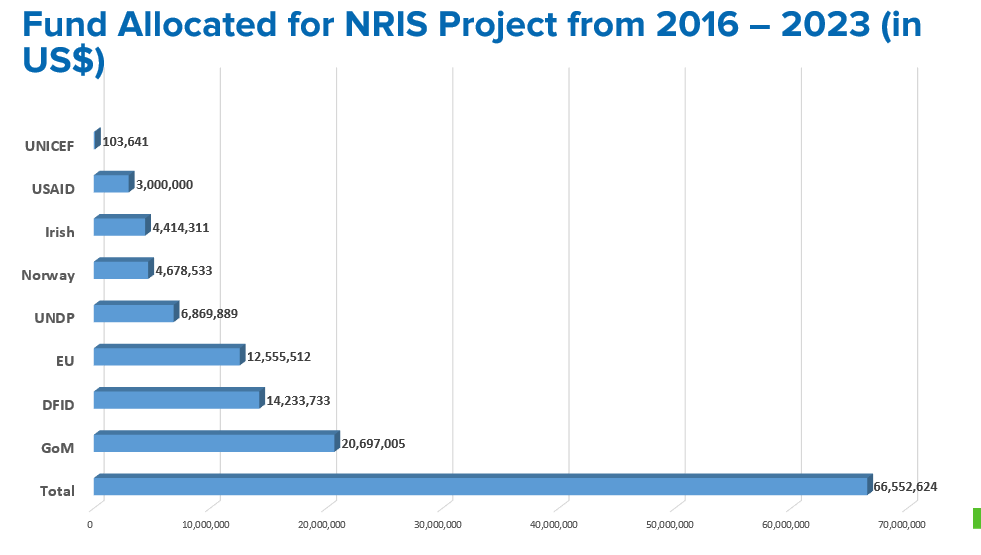 Fund Allocated for NRIS Project from 2016 – 2023 (in
US$)
UNICEF 103,641
USAID 3,000,000
Irish 4,414,311
Norway 4,678,533
UNDP 6,869,889
EU 12,555,512
DFID 14,233,733
GoM 20,697,005
Total 66,552,624
0 10,000,000 20,000,000 30,000,000 40,000,000 50,000,000 60,000,000 70,000,000